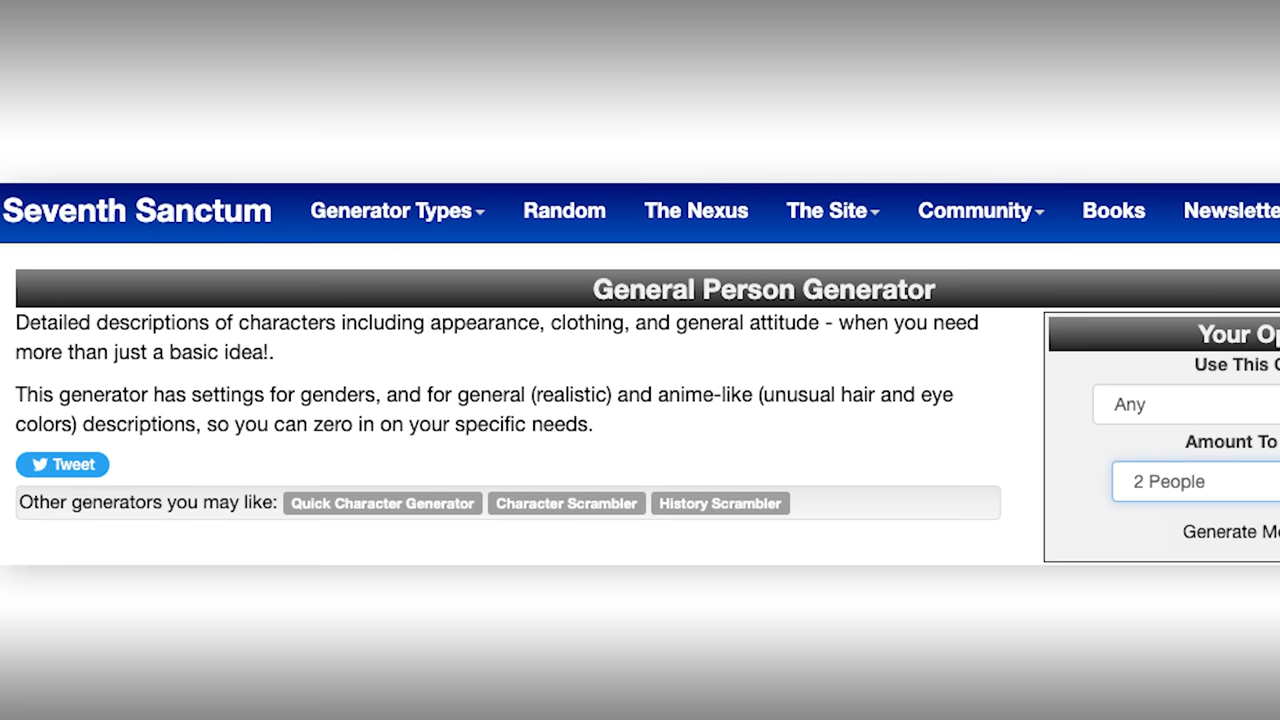 Seventh Sanctum Generator Types Random The Nexus The Site Community Books
General Person Generator
Detailed descriptions of characters including appearance, clothing, and general attitude - when you need
more than just a basic idea!.
This generator has settings for genders, and for general (realistic) and anime-like (unusual hair and eye
colors) descriptions, so you can zero in on your specific needs.
Tweet
Other generators you may like: Quick Character Generator Character Scrambler History Scrambler
Your
Use This
Any
Amount To
2 People
Generate